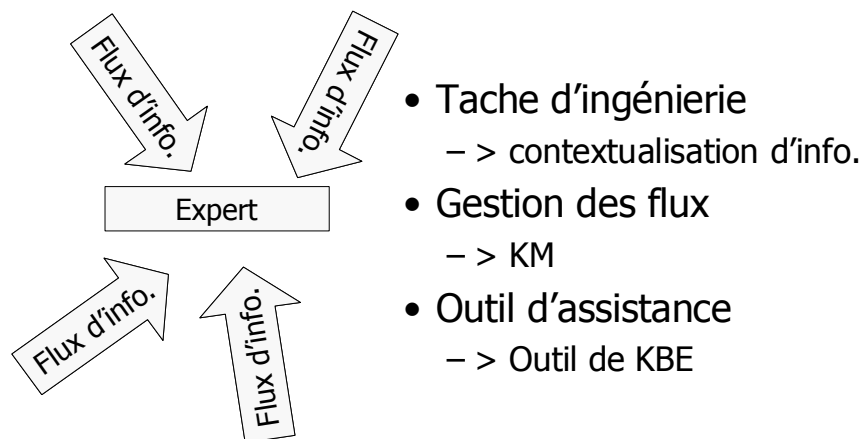 Flux d'info.
Flux d'info.
Expert
Flux d'info.
Flux d'info.
• Tache d'ingénierie
– > contextualisation d'info.
• Gestion des flux
– > KM
• Outil d'assistance
– > Outil de KBE